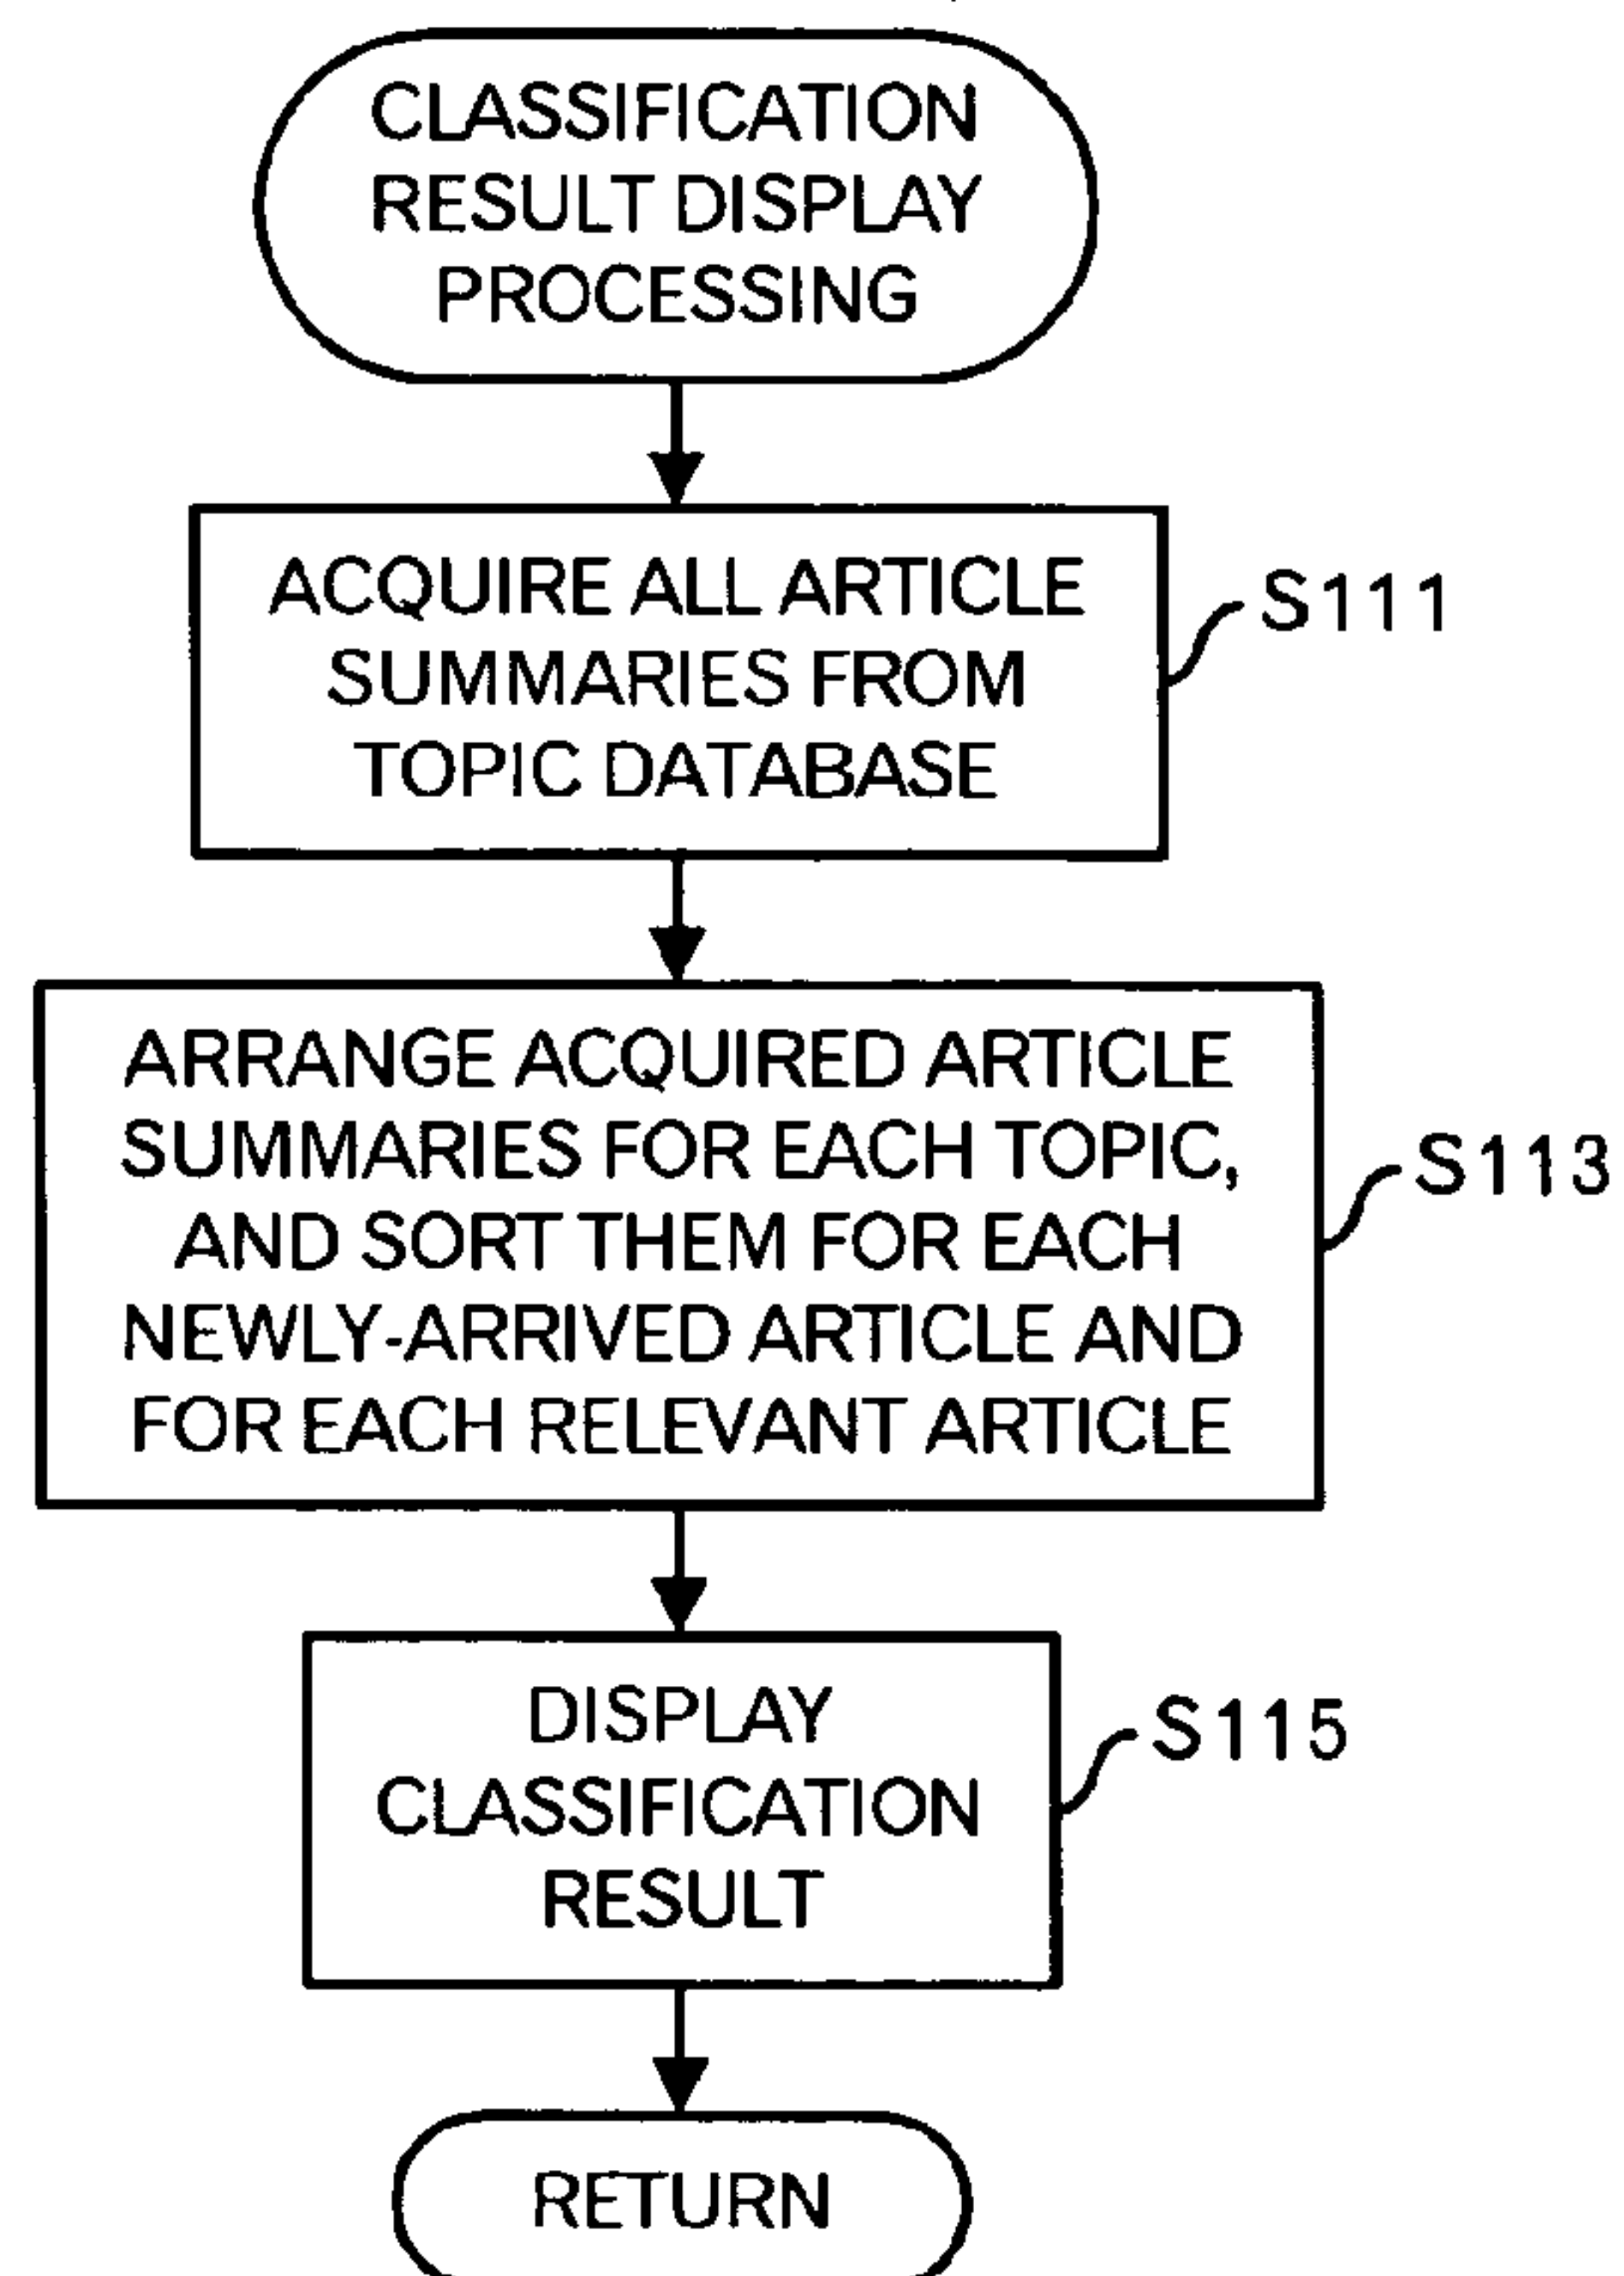 CLASSIFICATION
RESULT DISPLAY
PROCESSING
ACQUIRE ALL ARTICLE
SUMMARIES FROM
TOPIC DATABASE
S111
ARRANGE ACQUIRED ARTICLE
SUMMARIES FOR EACH TOPIC,
AND SORT THEM FOR EACH
NEWLY-ARRIVED ARTICLE AND
FOR EACH RELEVANT ARTICLE
S113
DISPLAY
CLASSIFICATION
RESULT
S115
RETURN